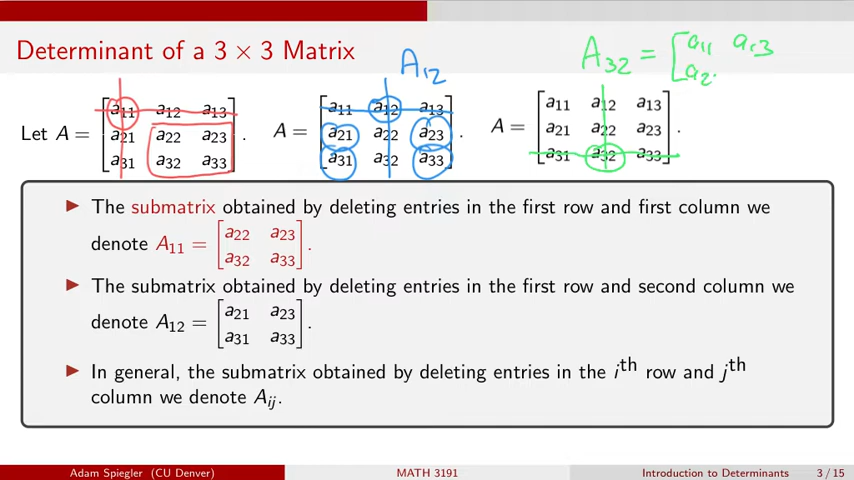 MATH 3191
Determinant of a 3 × 3 Matrix
A₁₂
A₃₂ = [a₁₁ a₁₃
a₂.
Let A = [a₁₁ a₁₂ a₁₃
a₂₁ a₂₂ a₂₃
a₃₁ a₃₂ a₃₃].
A = [a₁₁ a₁₂ a₁₃
a₂₁ a₂₂ a₂₃
a₃₁ a₃₂ a₃₃].
A = [a₁₁ a₁₂ a₁₃
a₂₁ a₂₂ a₂₃
a₃₁ a₃₂ a₃₃].
▶ The submatrix obtained by deleting entries in the first row and first column we
denote A₁₁ = [a₂₂ a₂₃
a₃₂ a₃₃].
▶ The submatrix obtained by deleting entries in the first row and second column we
denote A₁₂ = [a₂₁ a₂₃
a₃₁ a₃₃].
▶ In general, the submatrix obtained by deleting entries in the iᵗʰ row and jᵗʰ
column we denote Aᵢⱼ.
Adam Spiegler (CU Denver) MATH 3191 Introduction to Determinants 3 / 15